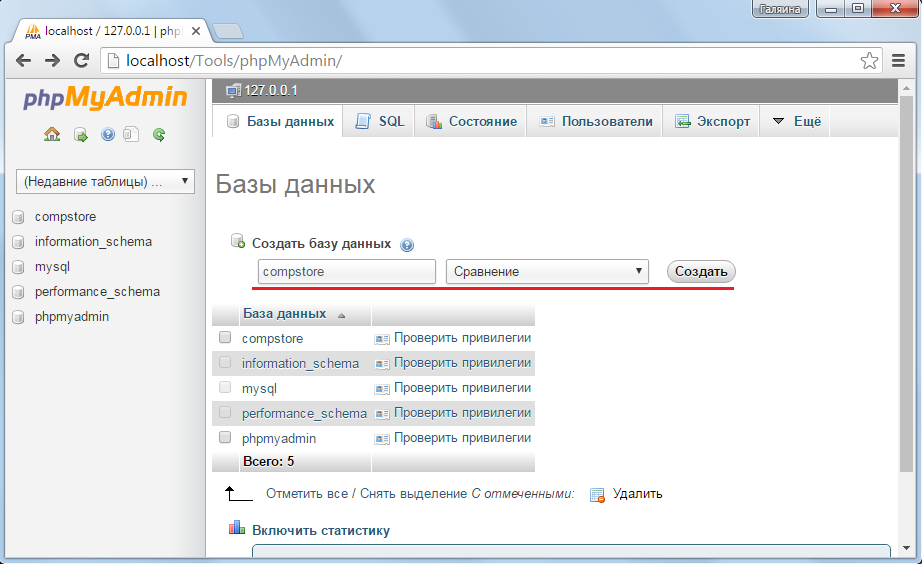 Галяина
localhost / 127.0.0.1 | phpl
localhost/Tools/phpMyAdmin/
phpMyAdmin
127.0.0.1
Базы данных SQL Состояние Пользователи Экспорт Ещё
(Недавние таблицы) ...
compstore
information_schema
mysql
performance_schema
phpmyadmin
Базы данных
Создать базу данных
compstore Сравнение Создать
База данных
compstore Проверить привилегии
information_schema Проверить привилегии
mysql Проверить привилегии
performance_schema Проверить привилегии
phpmyadmin Проверить привилегии
Всего: 5
Отметить все / Снять выделение С отмеченными: Удалить
Включить статистику